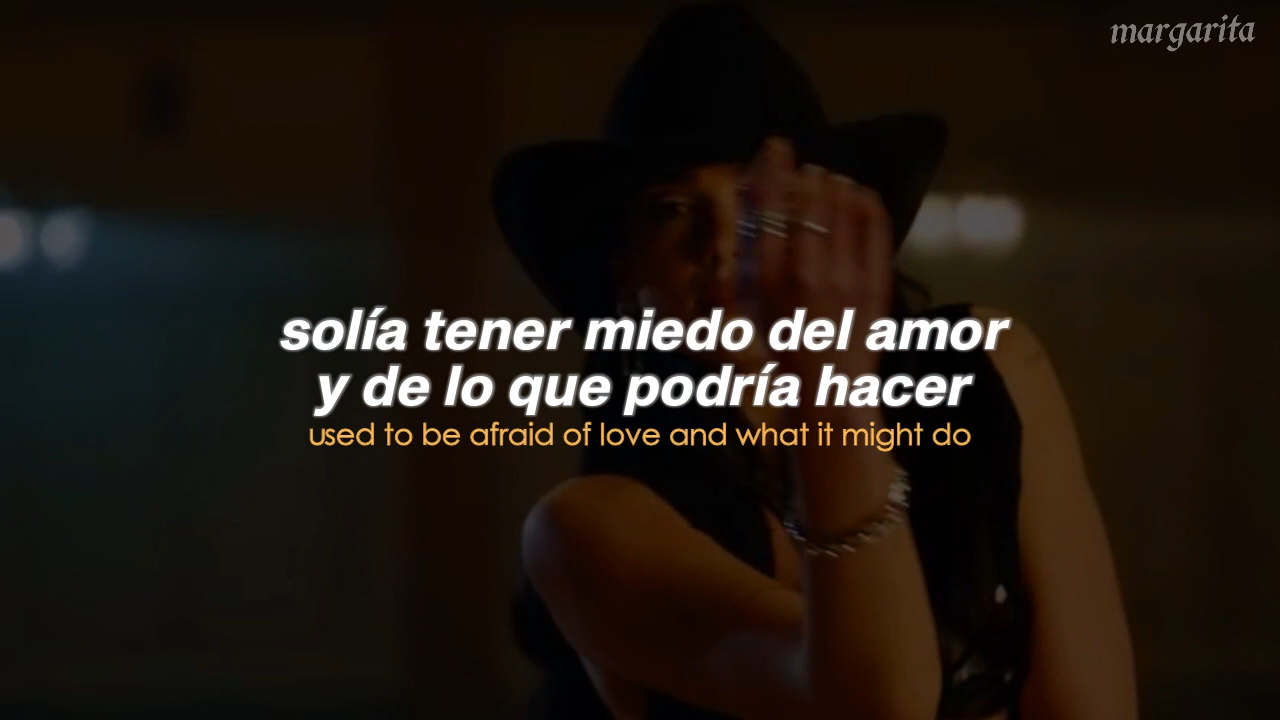 margarita
solía tener miedo del amor
y de lo que podría hacer
used to be afraid of love and what it might do